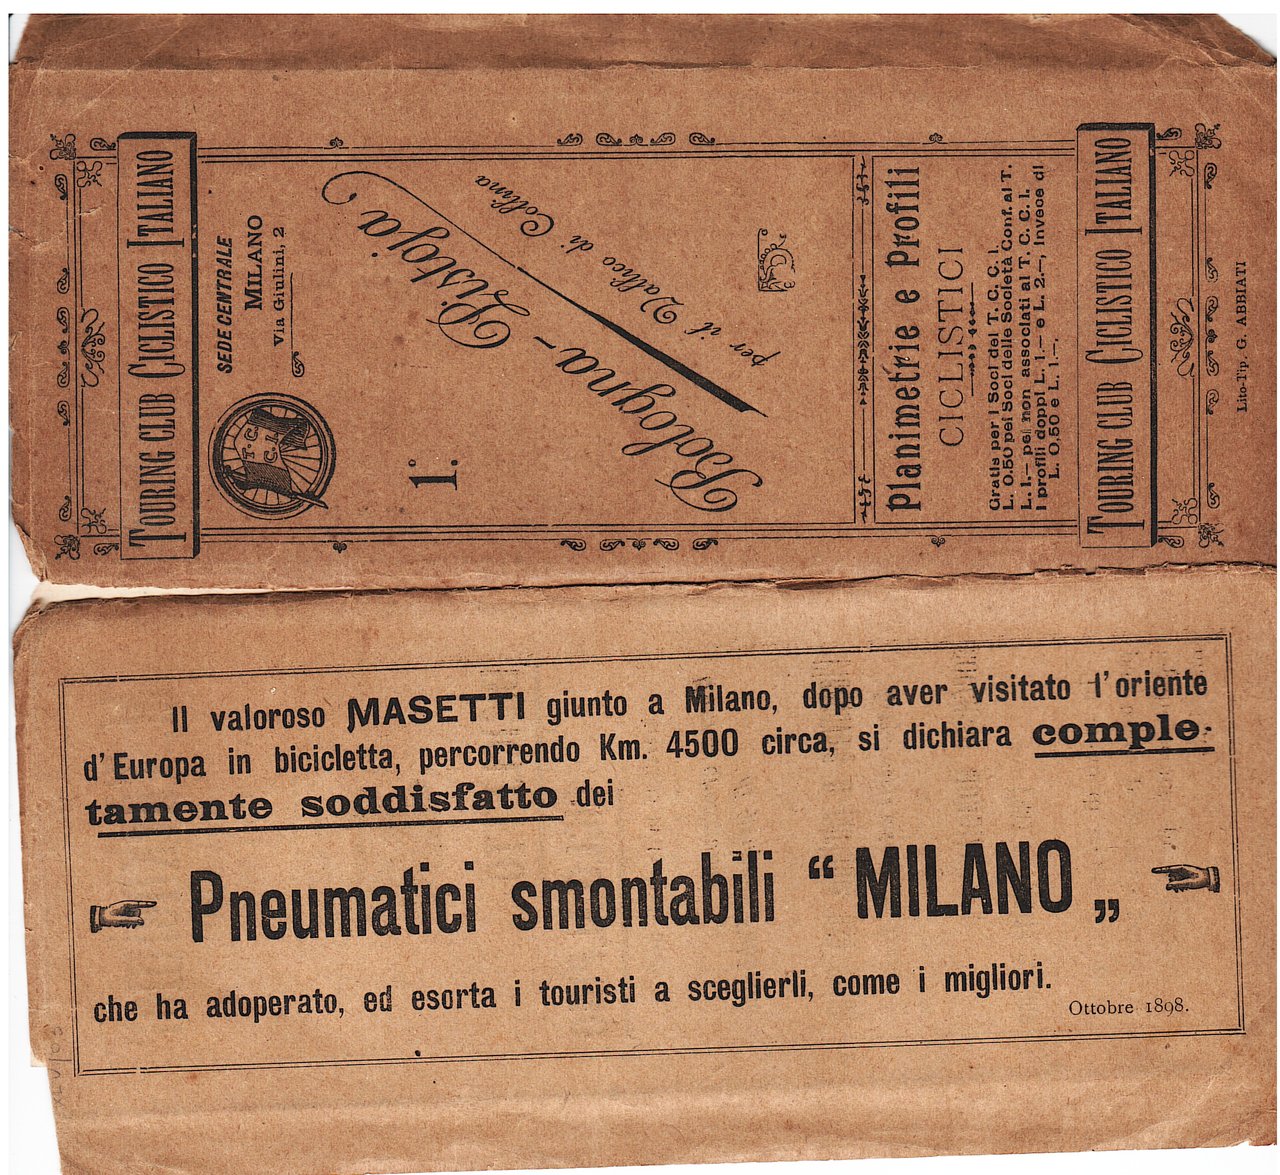 TOURING CLUB CICLISTICO ITALIANO
SEDE CENTRALE
MILANO
Via Giulini, 2
T. C.
C. I.
1º.
Bologna - Pistoja
per il Vallico di Collina
Planimetrie e Profili
CICLISTICI
Gratis per i Soci del T. C. C. I.
L. 0.50 pei Soci delle Società Conf. al T.
L. 1.— pei non associati al T. C. C. I.
I profili doppi L. 1.— e L. 2.—, invece di
L. 0,50 e L. 1.—.
TOURING CLUB CICLISTICO ITALIANO
Lito-Tip. G. ABBIATI
Il valoroso MASETTI giunto a Milano, dopo aver visitato l'oriente
d'Europa in bicicletta, percorrendo Km. 4500 circa, si dichiara comple-
tamente soddisfatto dei
Pneumatici smontabili “MILANO„
che ha adoperato, ed esorta i touristi a sceglierli, come i migliori.
Ottobre 1898.